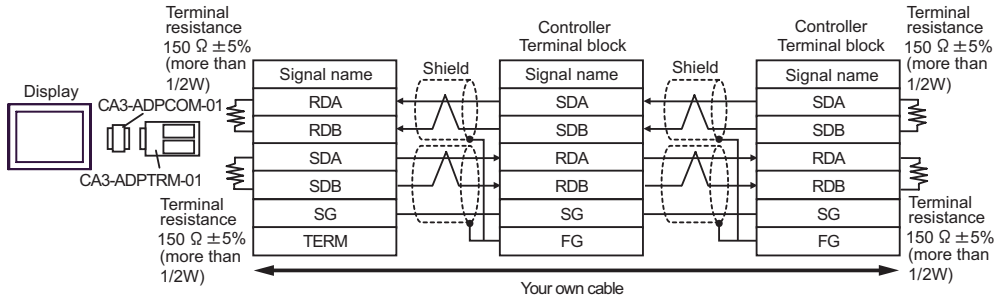 Terminal
resistance
150 Ω ±5%
(more than
1/2W)
Controller
Terminal block
Controller
Terminal block
Terminal
resistance
150 Ω ±5%
(more than
1/2W)
Display
CA3-ADPCOM-01
CA3-ADPTRM-01
Signal name
Shield
Signal name
Shield
Signal name
RDA
SDA
SDA
RDB
SDB
SDB
SDA
RDA
RDA
SDB
RDB
RDB
SG
SG
SG
TERM
FG
FG
Terminal
resistance
150 Ω ±5%
(more than
1/2W)
Terminal
resistance
150 Ω ±5%
(more than
1/2W)
Your own cable